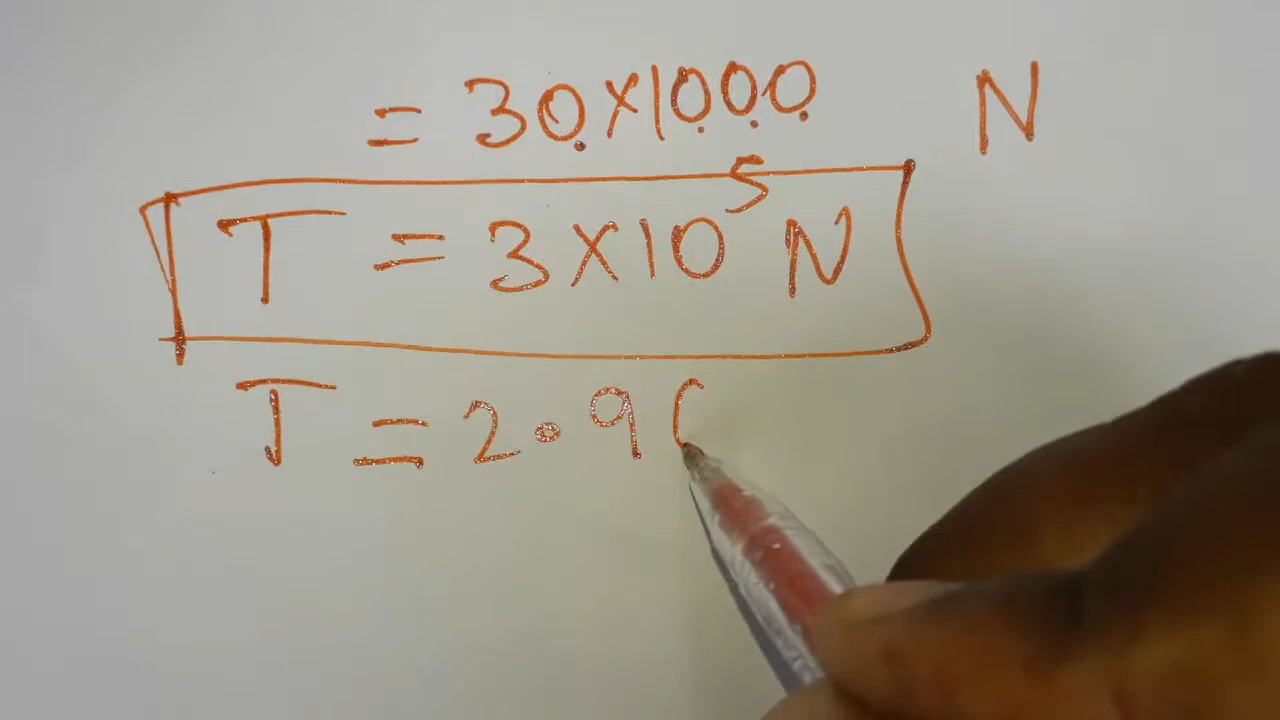 = 30×1000 N
T = 3×10⁵ N
T = 2.9